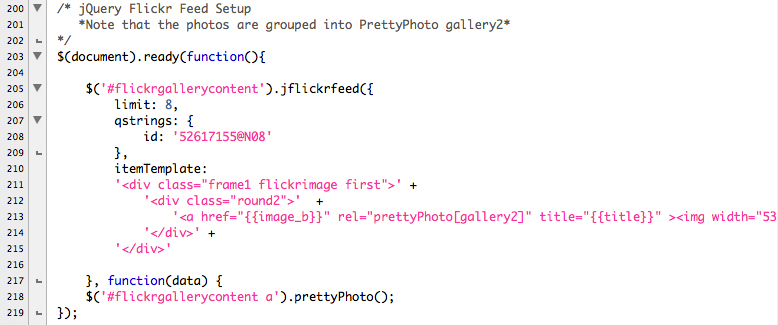 200 /* jQuery Flickr Feed Setup
201 *Note that the photos are grouped into PrettyPhoto gallery2*
202 */
203 $(document).ready(function(){
204
205 $('#flickrgallerycontent').jflickrfeed({
206 limit: 8,
207 qstrings: {
208 id: '52617155@N08'
209 },
210 itemTemplate:
211 '<div class="frame1 flickrimage first">' +
212 '<div class="round2">' +
213 '<a href="{{image_b}}" rel="prettyPhoto[gallery2]" title="{{title}}" ><img width="53
214 '</div>' +
215 '</div>'
216
217 }, function(data) {
218 $('#flickrgallerycontent a').prettyPhoto();
219 });